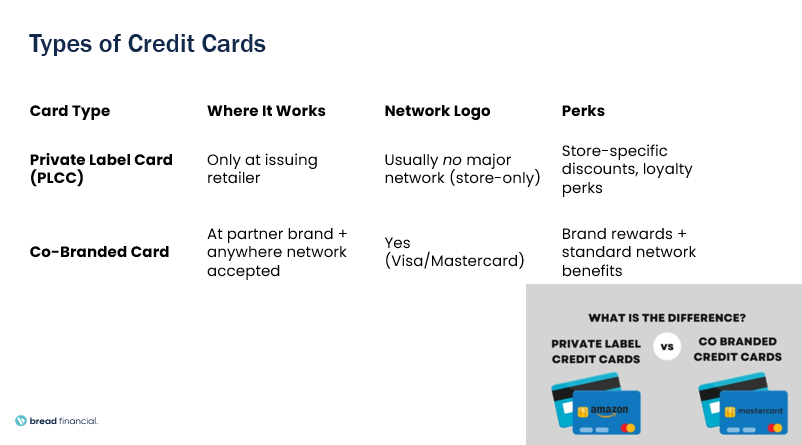 Types of Credit Cards
Card Type
Where It Works
Network Logo
Perks
Private Label Card
(PLCC)
Only at issuing
retailer
Usually no major
network (store-only)
Store-specific
discounts, loyalty
perks
Co-Branded Card
At partner brand +
anywhere network
accepted
Yes
(Visa/Mastercard)
Brand rewards +
standard network
benefits
WHAT IS THE DIFFERENCE?
PRIVATE LABEL
CREDIT CARDS
vs
CO BRANDED
CREDIT CARDS
amazon
mastercard
bread financial.